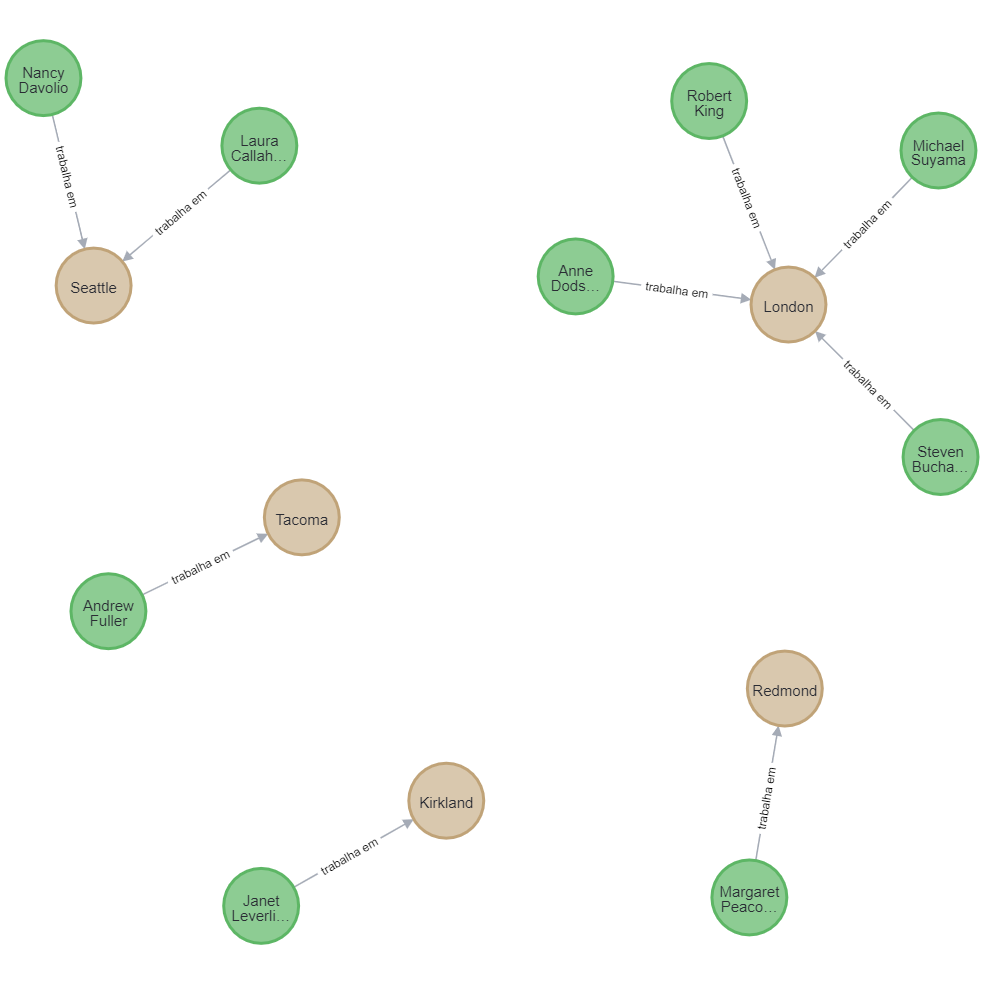 Nancy
Davolio
trabalha em
Laura
Callah…
trabalha em
Seattle
Robert
King
trabalha em
Michael
Suyama
trabalha em
Anne
Dods…
trabalha em
London
trabalha em
Steven
Bucha…
Tacoma
trabalha em
Andrew
Fuller
Redmond
trabalha em
Margaret
Peaco…
Kirkland
trabalha em
Janet
Leverli…